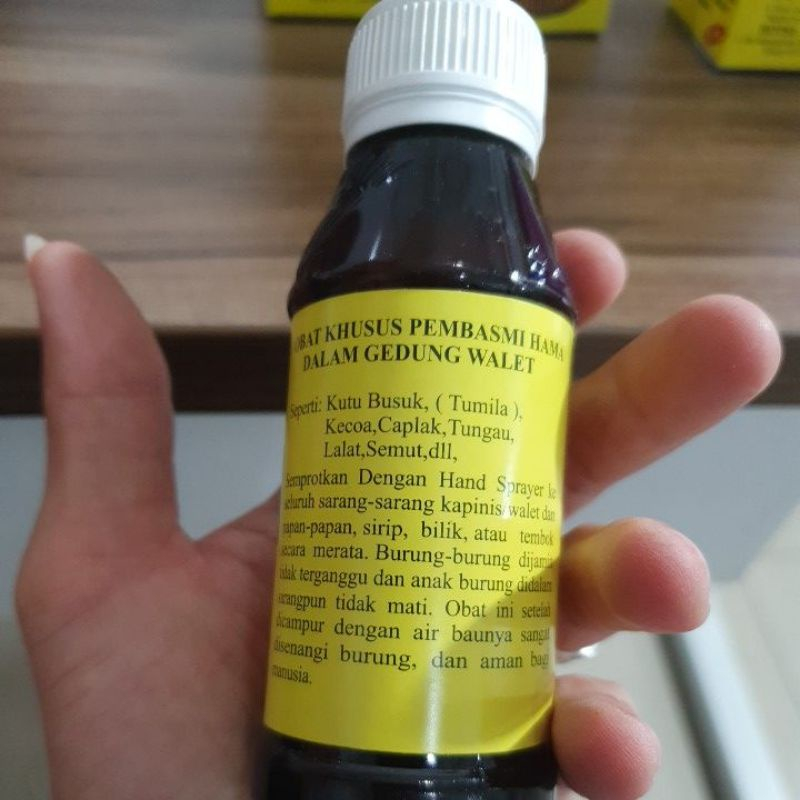 OBAT KHUSUS PEMBASMI HAMA
DALAM GEDUNG WALET
Seperti: Kutu Busuk, ( Tumila ),
Kecoa,Caplak,Tungau,
Lalat,Semut,dll,
Semprotkan Dengan Hand Sprayer ke
seluruh sarang-sarang kapinis/walet dan
papan-papan, sirip, bilik, atau tembok
secara merata. Burung-burung dijamin
tidak terganggu dan anak burung didalam
sarangpun tidak mati. Obat ini setelah
dicampur dengan air baunya sangat
disenangi burung, dan aman bagi
manusia.